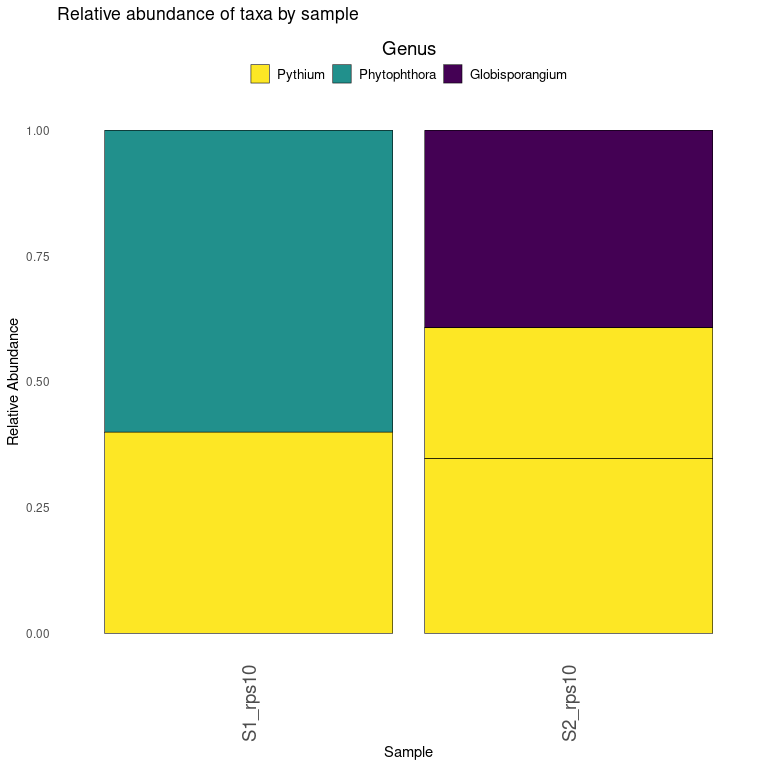 Relative abundance of taxa by sample
Genus
Pythium Phytophthora Globisporangium
1.00
0.75
0.50
0.25
0.00
Relative Abundance
S1_rps10 S2_rps10
Sample